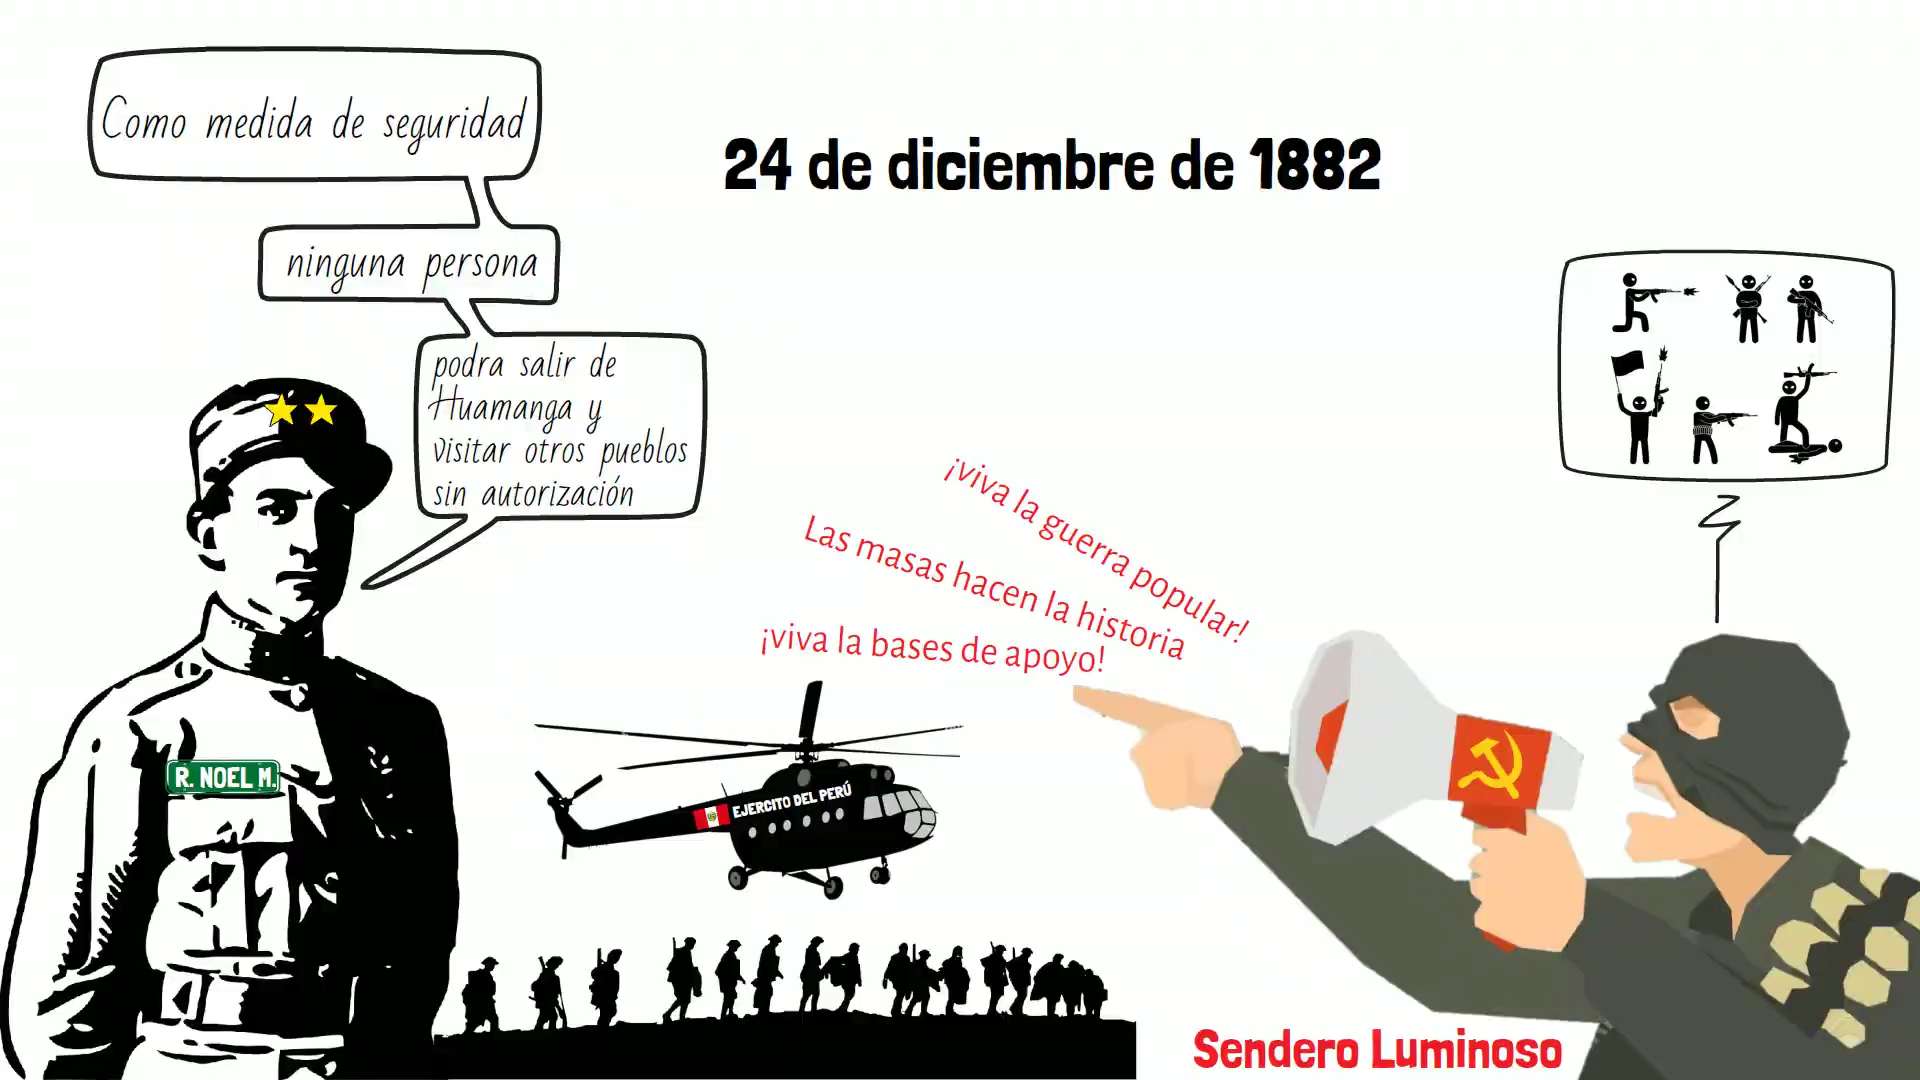 Como medida de seguridad
ninguna persona
podra salir de
Huamanga y
visitar otros pueblos
sin autorización
24 de diciembre de 1882
¡viva la guerra popular!
Las masas hacen la historia
¡viva la bases de apoyo!
R. NOEL M.
EJERCITO DEL PERÚ
Sendero Luminoso